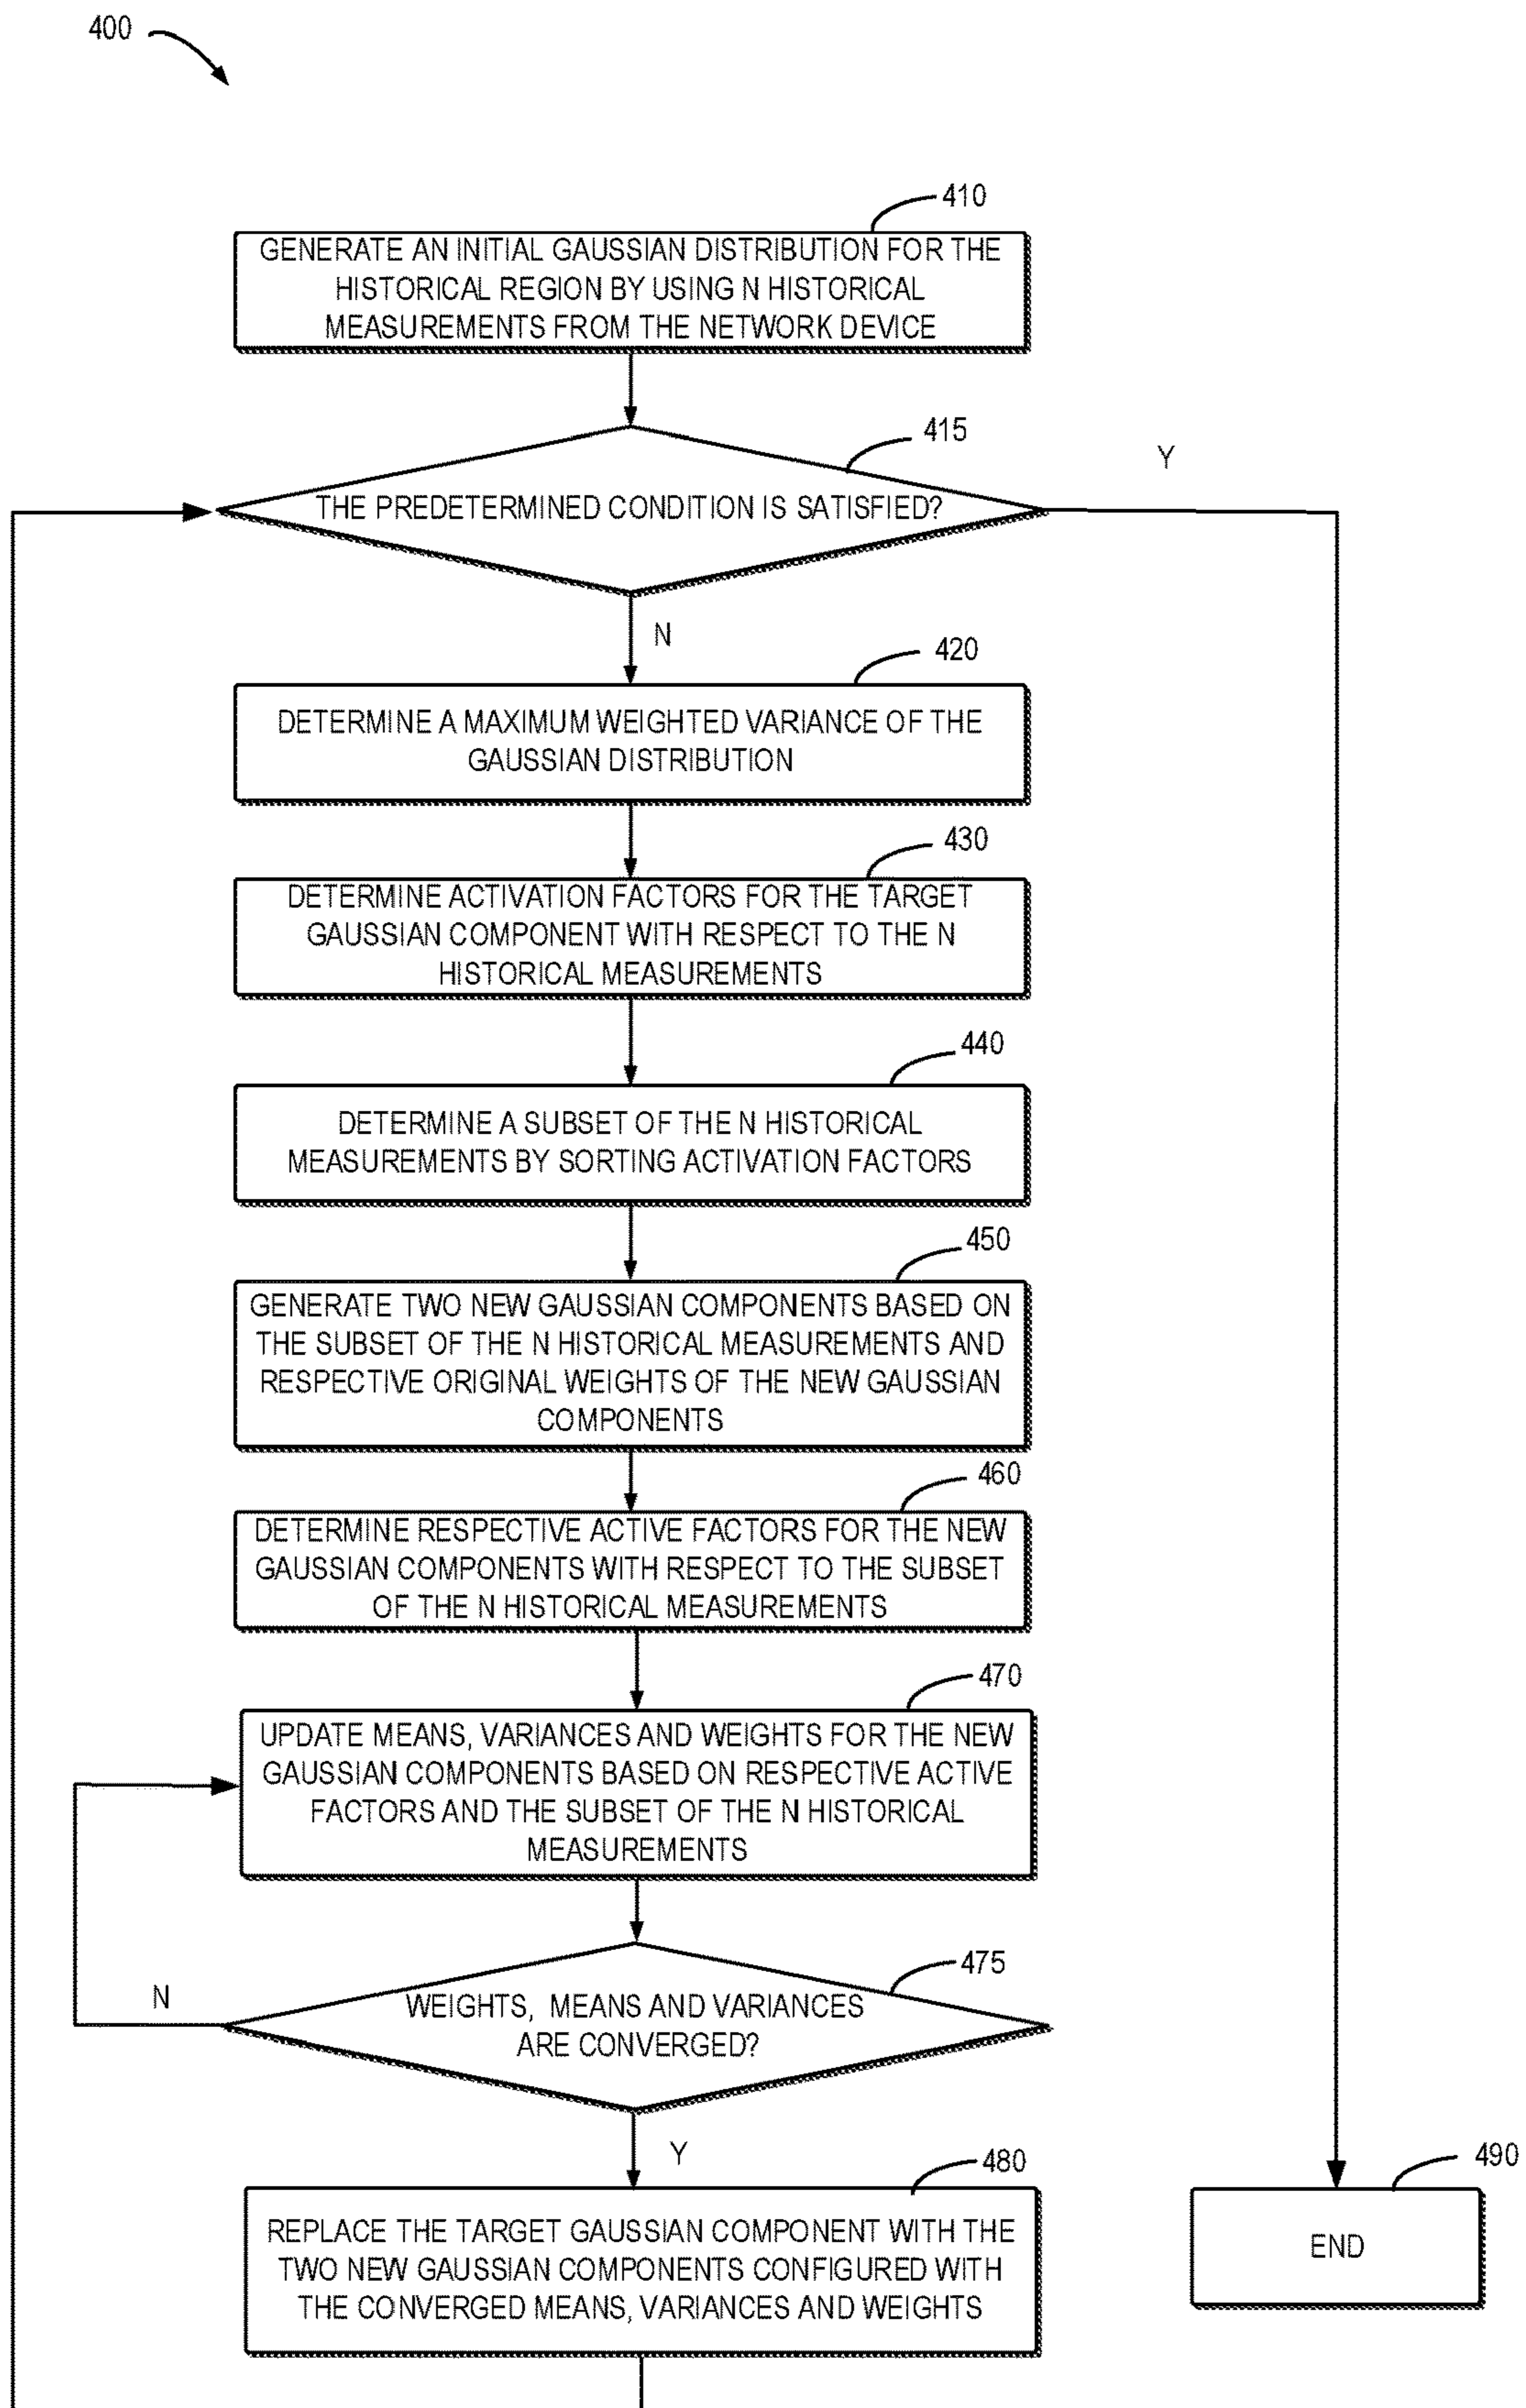 400
410
GENERATE AN INITIAL GAUSSIAN DISTRIBUTION FOR THE
HISTORICAL REGION BY USING N HISTORICAL
MEASUREMENTS FROM THE NETWORK DEVICE
415
Y
THE PREDETERMINED CONDITION IS SATISFIED?
N
420
DETERMINE A MAXIMUM WEIGHTED VARIANCE OF THE
GAUSSIAN DISTRIBUTION
430
DETERMINE ACTIVATION FACTORS FOR THE TARGET
GAUSSIAN COMPONENT WITH RESPECT TO THE N
HISTORICAL MEASUREMENTS
440
DETERMINE A SUBSET OF THE N HISTORICAL
MEASUREMENTS BY SORTING ACTIVATION FACTORS
450
GENERATE TWO NEW GAUSSIAN COMPONENTS BASED ON
THE SUBSET OF THE N HISTORICAL MEASUREMENTS AND
RESPECTIVE ORIGINAL WEIGHTS OF THE NEW GAUSSIAN
COMPONENTS
460
DETERMINE RESPECTIVE ACTIVE FACTORS FOR THE NEW
GAUSSIAN COMPONENTS WITH RESPECT TO THE SUBSET
OF THE N HISTORICAL MEASUREMENTS
470
UPDATE MEANS, VARIANCES AND WEIGHTS FOR THE NEW
GAUSSIAN COMPONENTS BASED ON RESPECTIVE ACTIVE
FACTORS AND THE SUBSET OF THE N HISTORICAL
MEASUREMENTS
475
N
WEIGHTS, MEANS AND VARIANCES
ARE CONVERGED?
Y
480
REPLACE THE TARGET GAUSSIAN COMPONENT WITH THE
TWO NEW GAUSSIAN COMPONENTS CONFIGURED WITH
THE CONVERGED MEANS, VARIANCES AND WEIGHTS
490
END